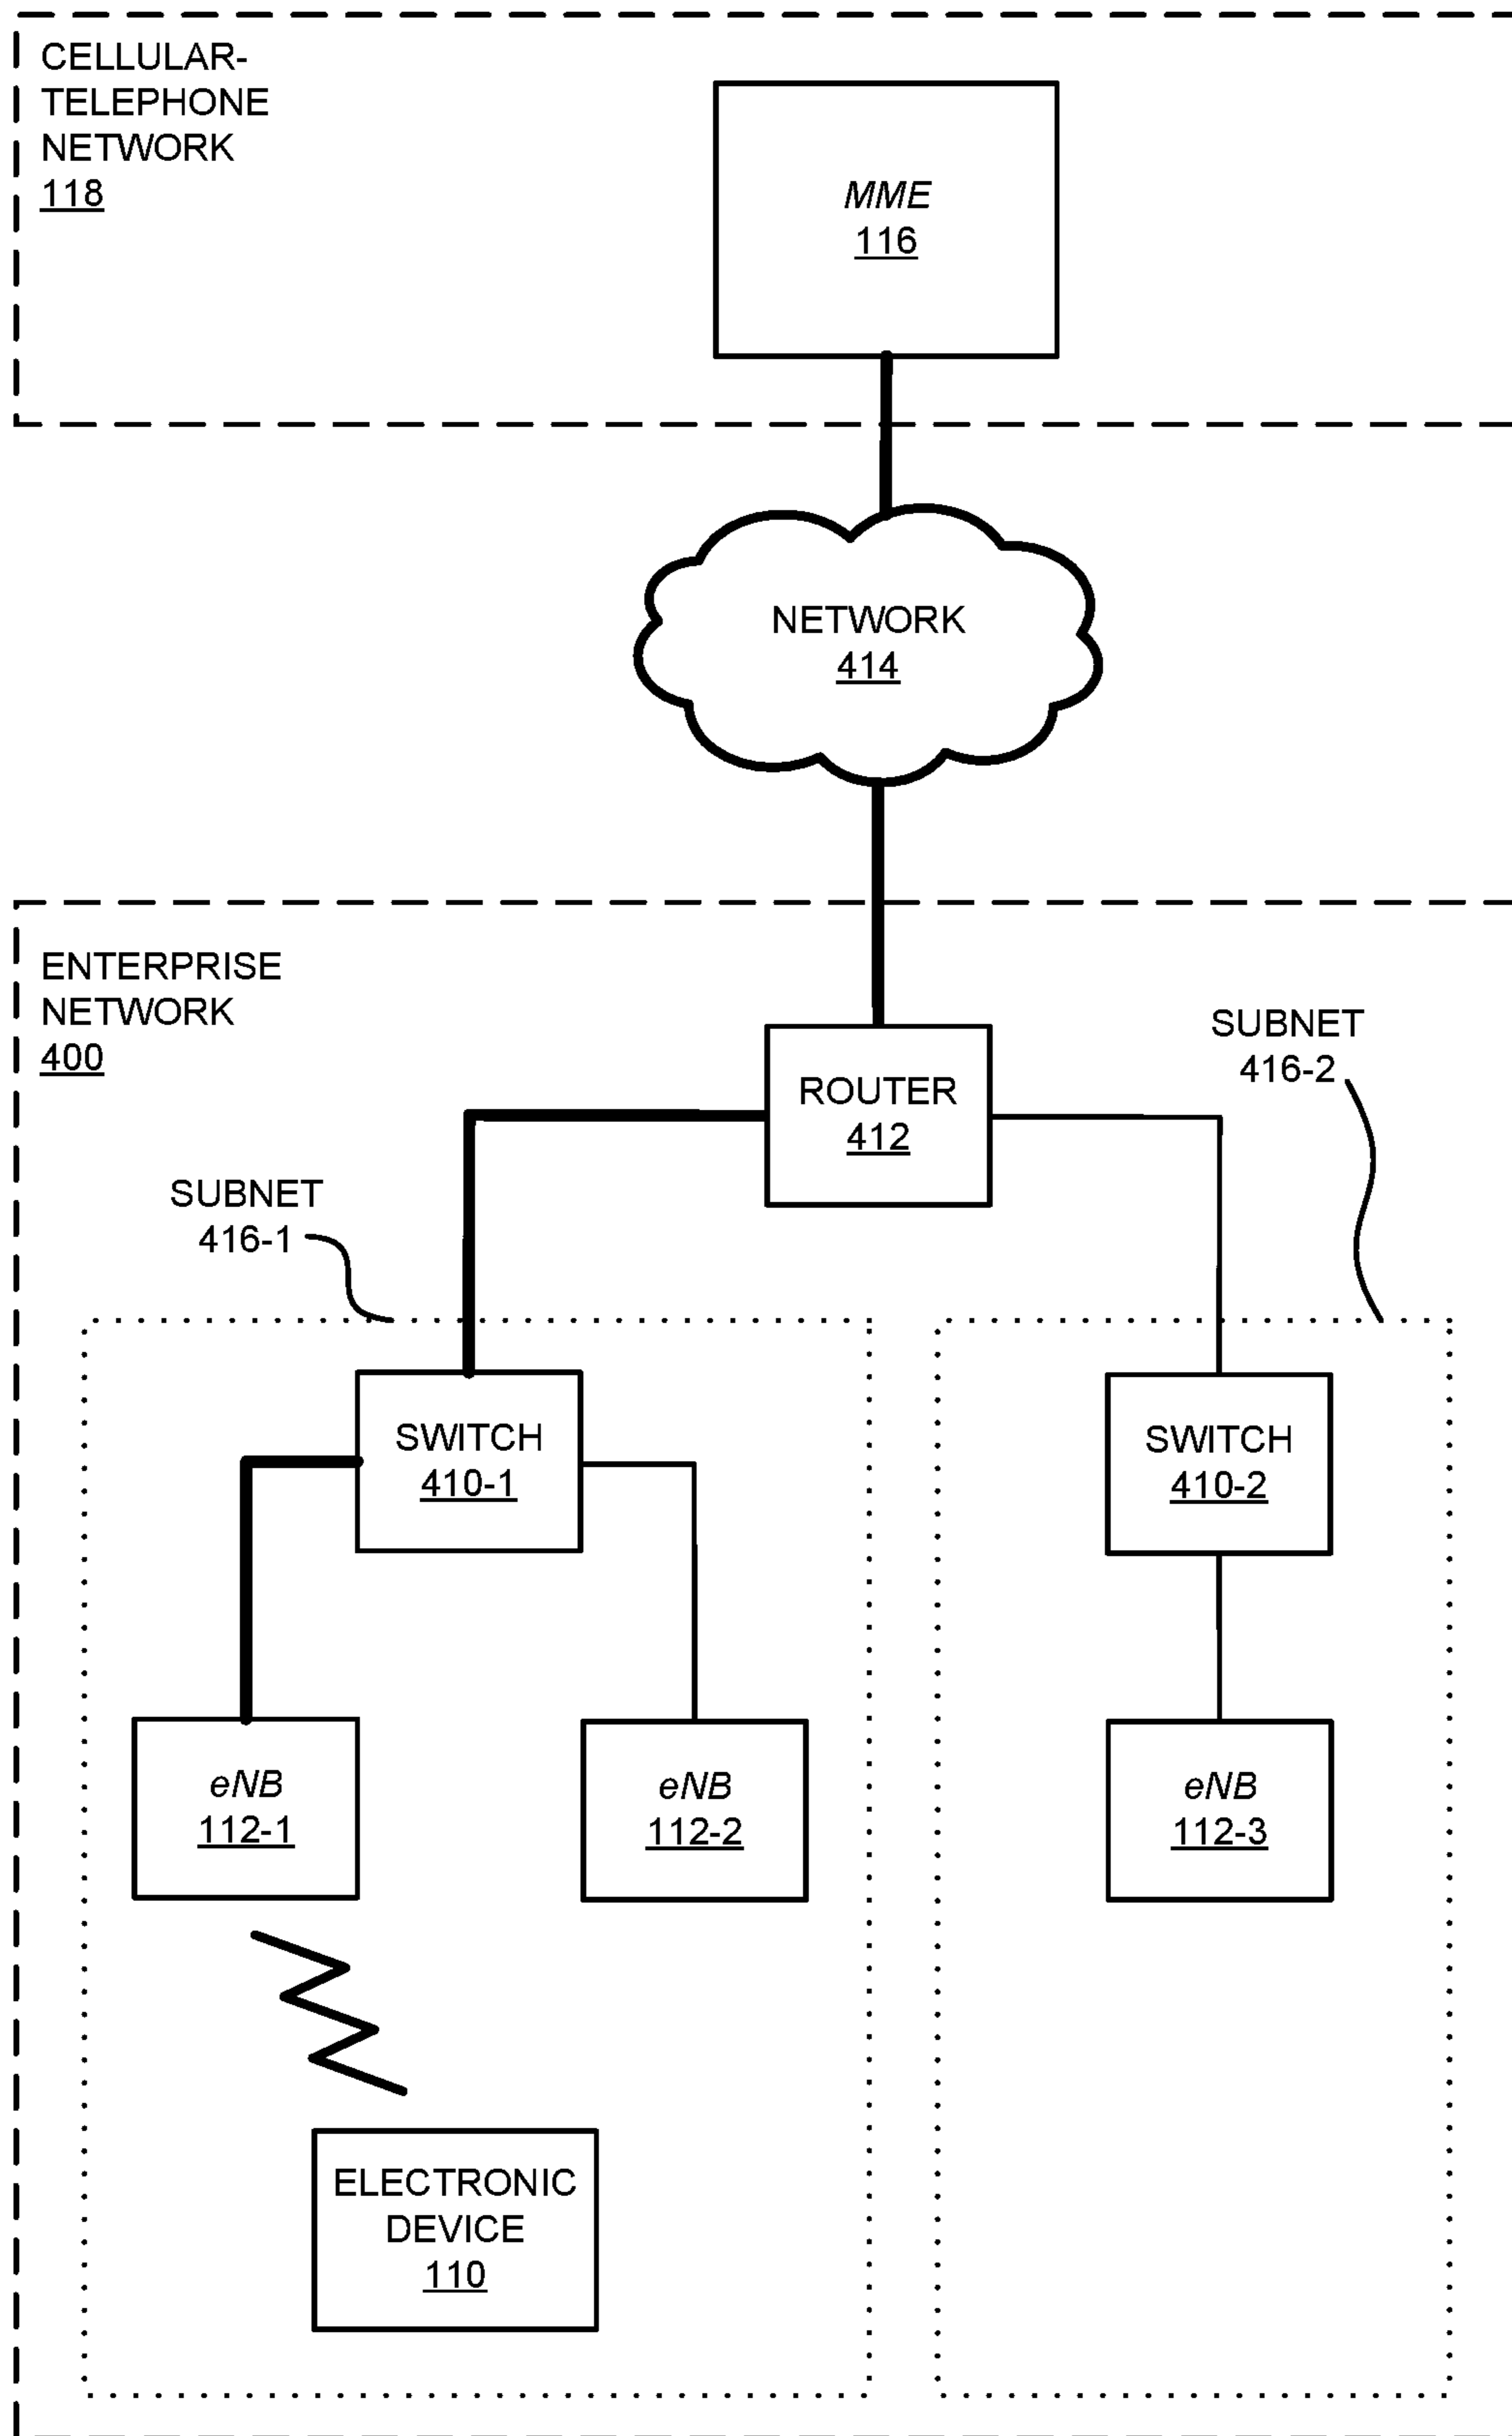 CELLULAR-
TELEPHONE
NETWORK
118
MME
116
NETWORK
414
ENTERPRISE
NETWORK
400
SUBNET
416-2
ROUTER
412
SUBNET
416-1
SWITCH
410-1
SWITCH
410-2
eNB
112-1
eNB
112-2
eNB
112-3
ELECTRONIC
DEVICE
110